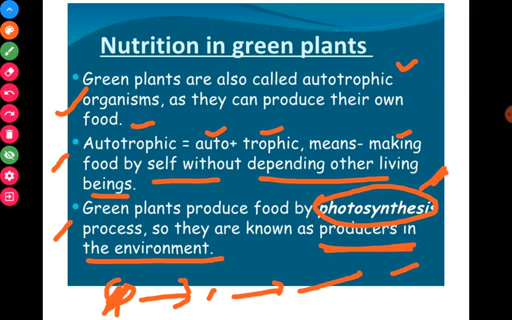 Nutrition in green plants
• Green plants are also called autotrophic
organisms, as they can produce their own
food.
• Autotrophic = auto+ trophic, means- making
food by self without depending other living
beings.
• Green plants produce food by photosynthesis
process, so they are known as producers in
the environment.